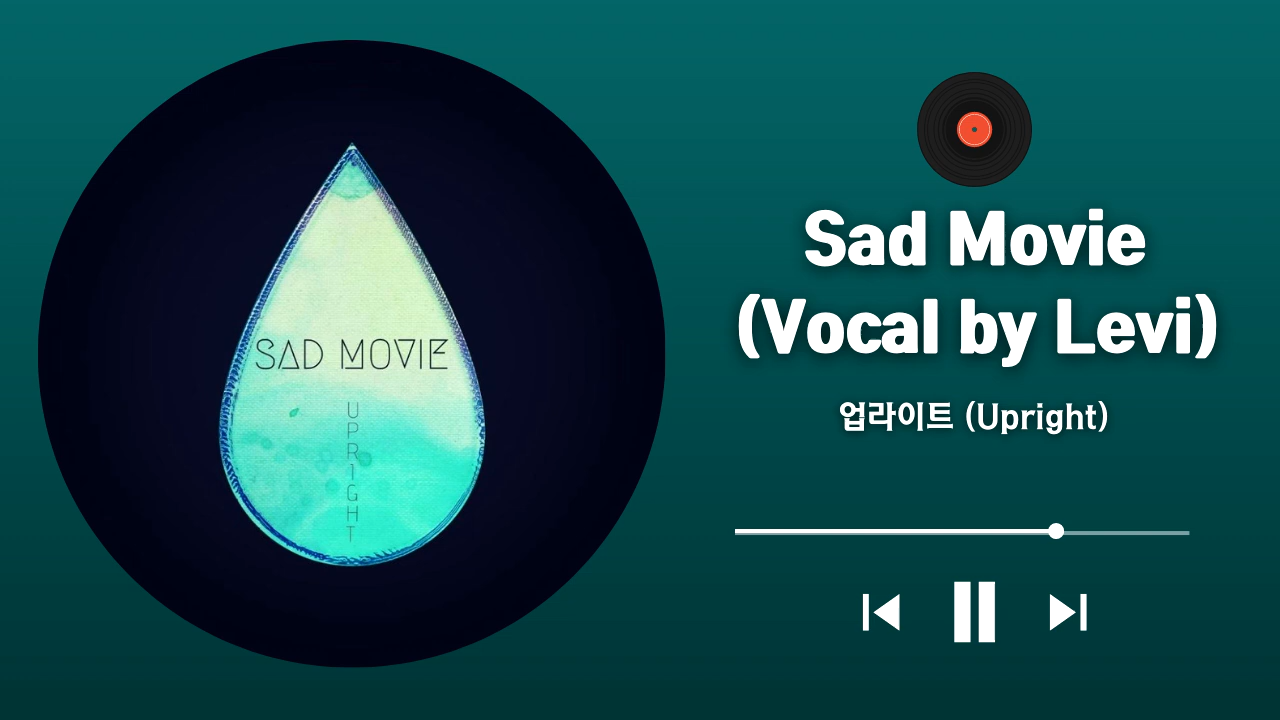 SAD MOVIE
UPRIGHT
Sad Movie
(Vocal by Levi)
업라이트 (Upright)